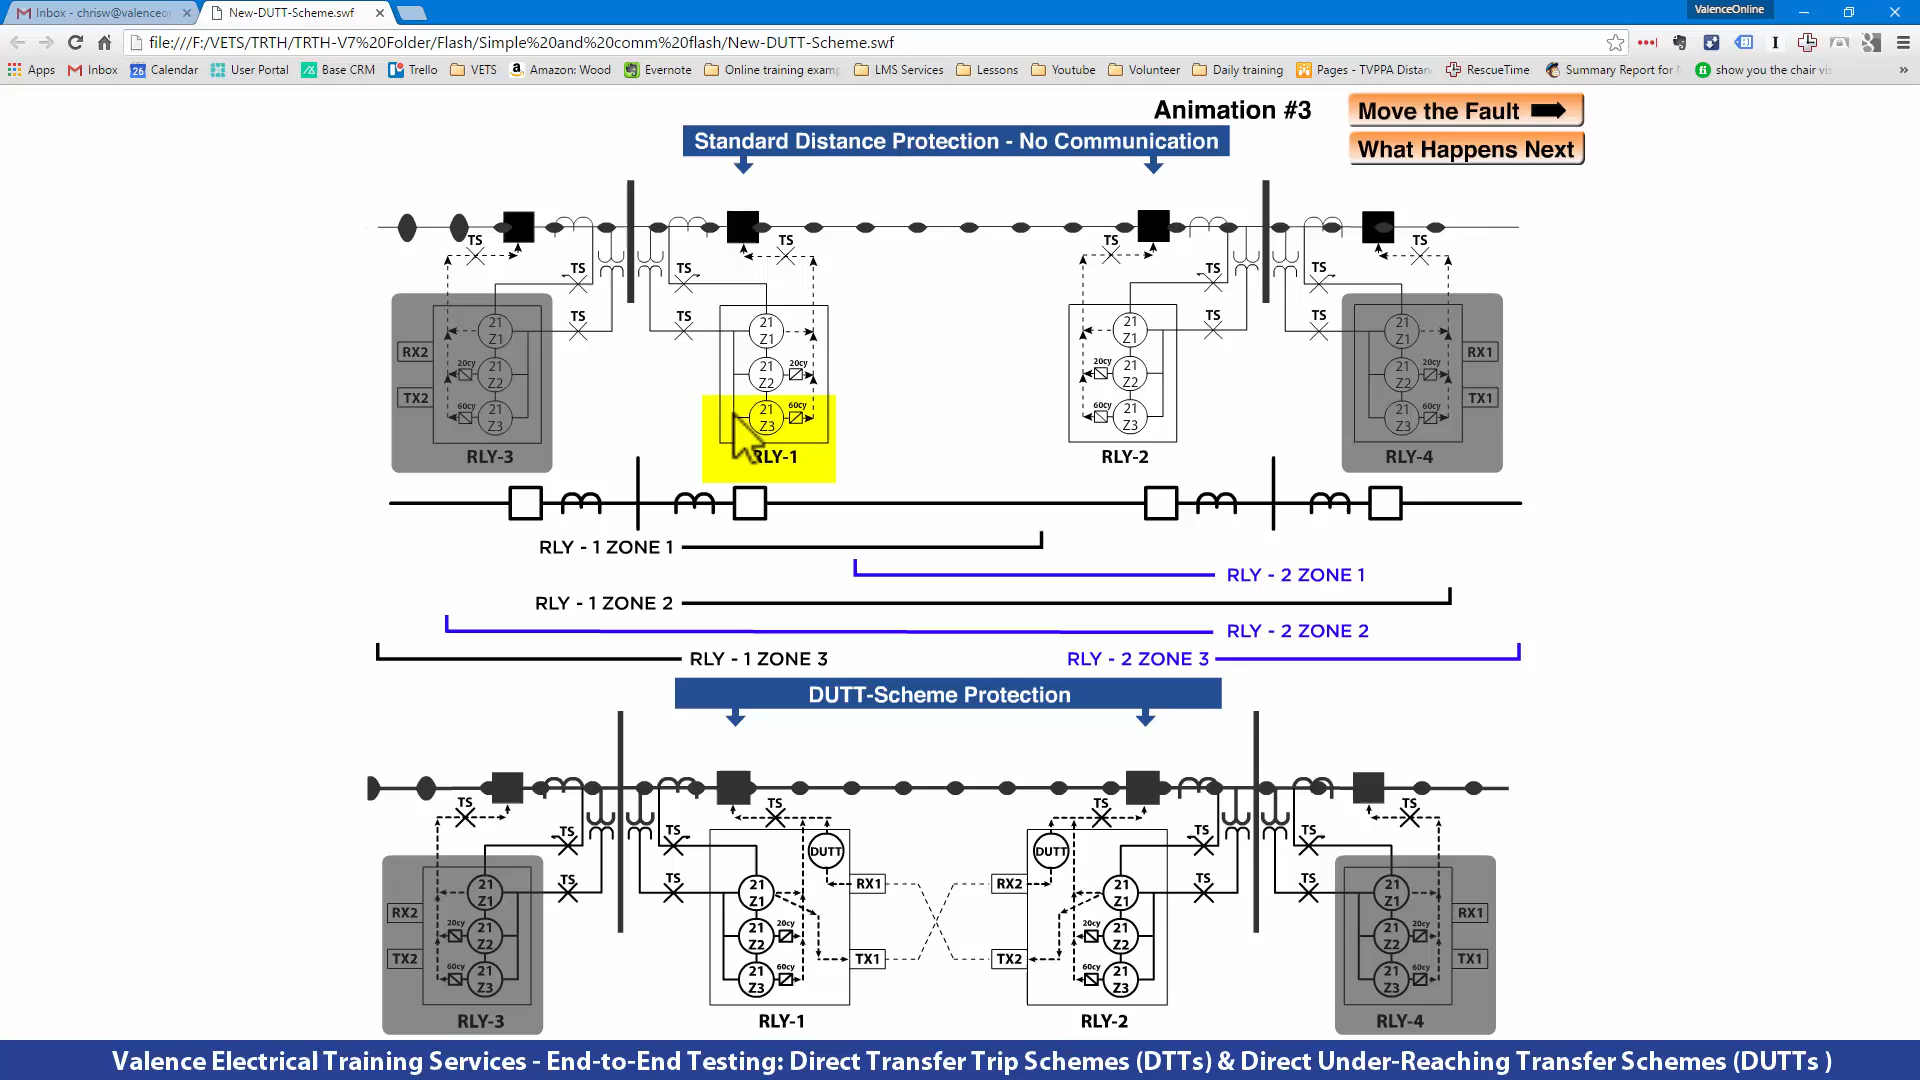 Inbox - chrisw@valenceo
New-DUTT-Scheme.swf
ValenceOnline
file:///F:/VETS/TRTH/TRTH-V7%20Folder/Flash/Simple%20and%20comm%20flash/New-DUTT-Scheme.swf
Apps Inbox 26 Calendar User Portal Base CRM Trello VETS Amazon: Wood Evernote Online training exam LMS Services Lessons Youtube Volunteer Daily training Pages - TVPPA Distan RescueTime Summary Report for show you the chair vis »
Animation #3
Move the Fault
What Happens Next
Standard Distance Protection - No Communication
TS TS TS TS
TS TS TS TS
TS TS TS TS
21 Z1 21 Z1 21 Z1 21 Z1
RX2 RX1
20cy 21 Z2 21 Z2 20cy 20cy 21 Z2 21 Z2 20cy
TX2 TX1
60cy 21 Z3 21 Z3 60cy 60cy 21 Z3 21 Z3 60cy
RLY-3 RLY-1 RLY-2 RLY-4
RLY - 1 ZONE 1
RLY - 2 ZONE 1
RLY - 1 ZONE 2
RLY - 2 ZONE 2
RLY - 1 ZONE 3 RLY - 2 ZONE 3
DUTT-Scheme Protection
TS TS TS TS
TS TS TS TS
DUTT DUTT
TS TS TS TS
21 Z1 21 Z1 RX1 RX2 21 Z1 21 Z1
RX2 RX1
20cy 21 Z2 21 Z2 20cy 20cy 21 Z2 21 Z2 20cy
TX2 TX1 TX2 TX1
60cy 21 Z3 21 Z3 60cy 60cy 21 Z3 21 Z3 60cy
RLY-3 RLY-1 RLY-2 RLY-4
Valence Electrical Training Services - End-to-End Testing: Direct Transfer Trip Schemes (DTTs) & Direct Under-Reaching Transfer Schemes (DUTTs )